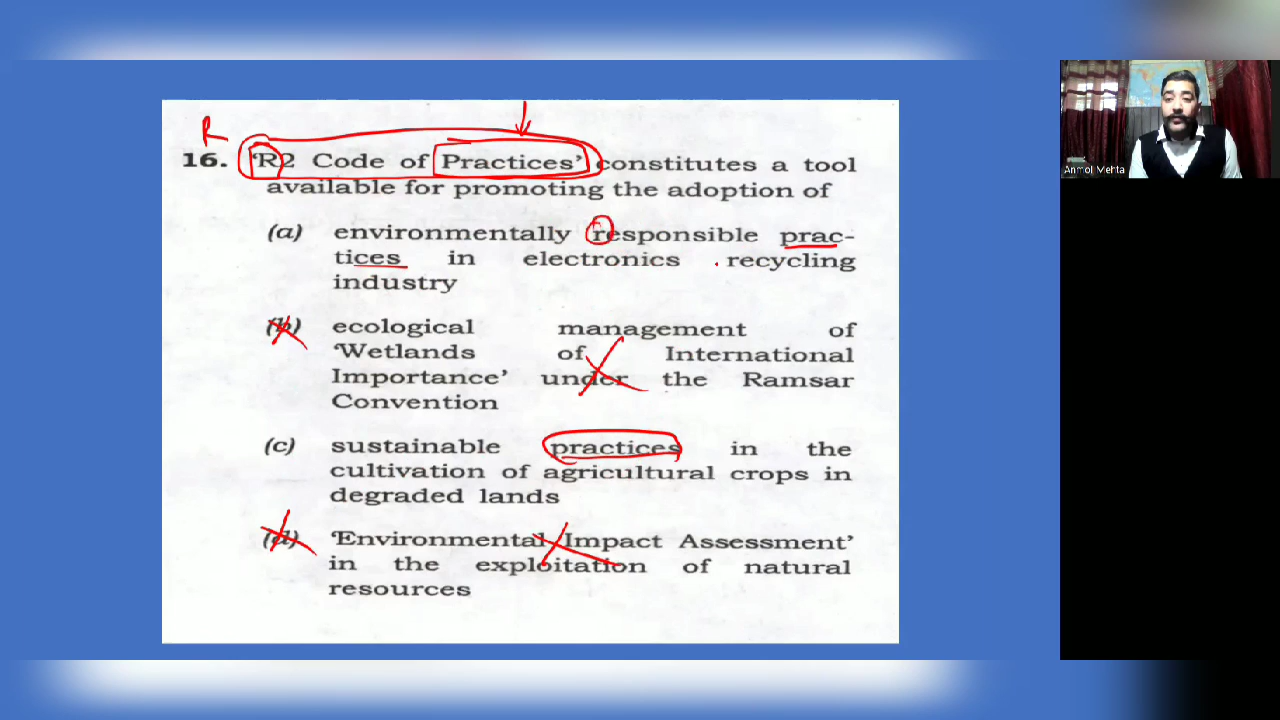 R
16. 'R2 Code of Practices' constitutes a tool
available for promoting the adoption of
(a) environmentally responsible prac-
tices in electronics recycling
industry
(b) ecological management of
'Wetlands of International
Importance' under the Ramsar
Convention
(c) sustainable practices in the
cultivation of agricultural crops in
degraded lands
(d) 'Environmental Impact Assessment'
in the exploitation of natural
resources
Anmol Mehta